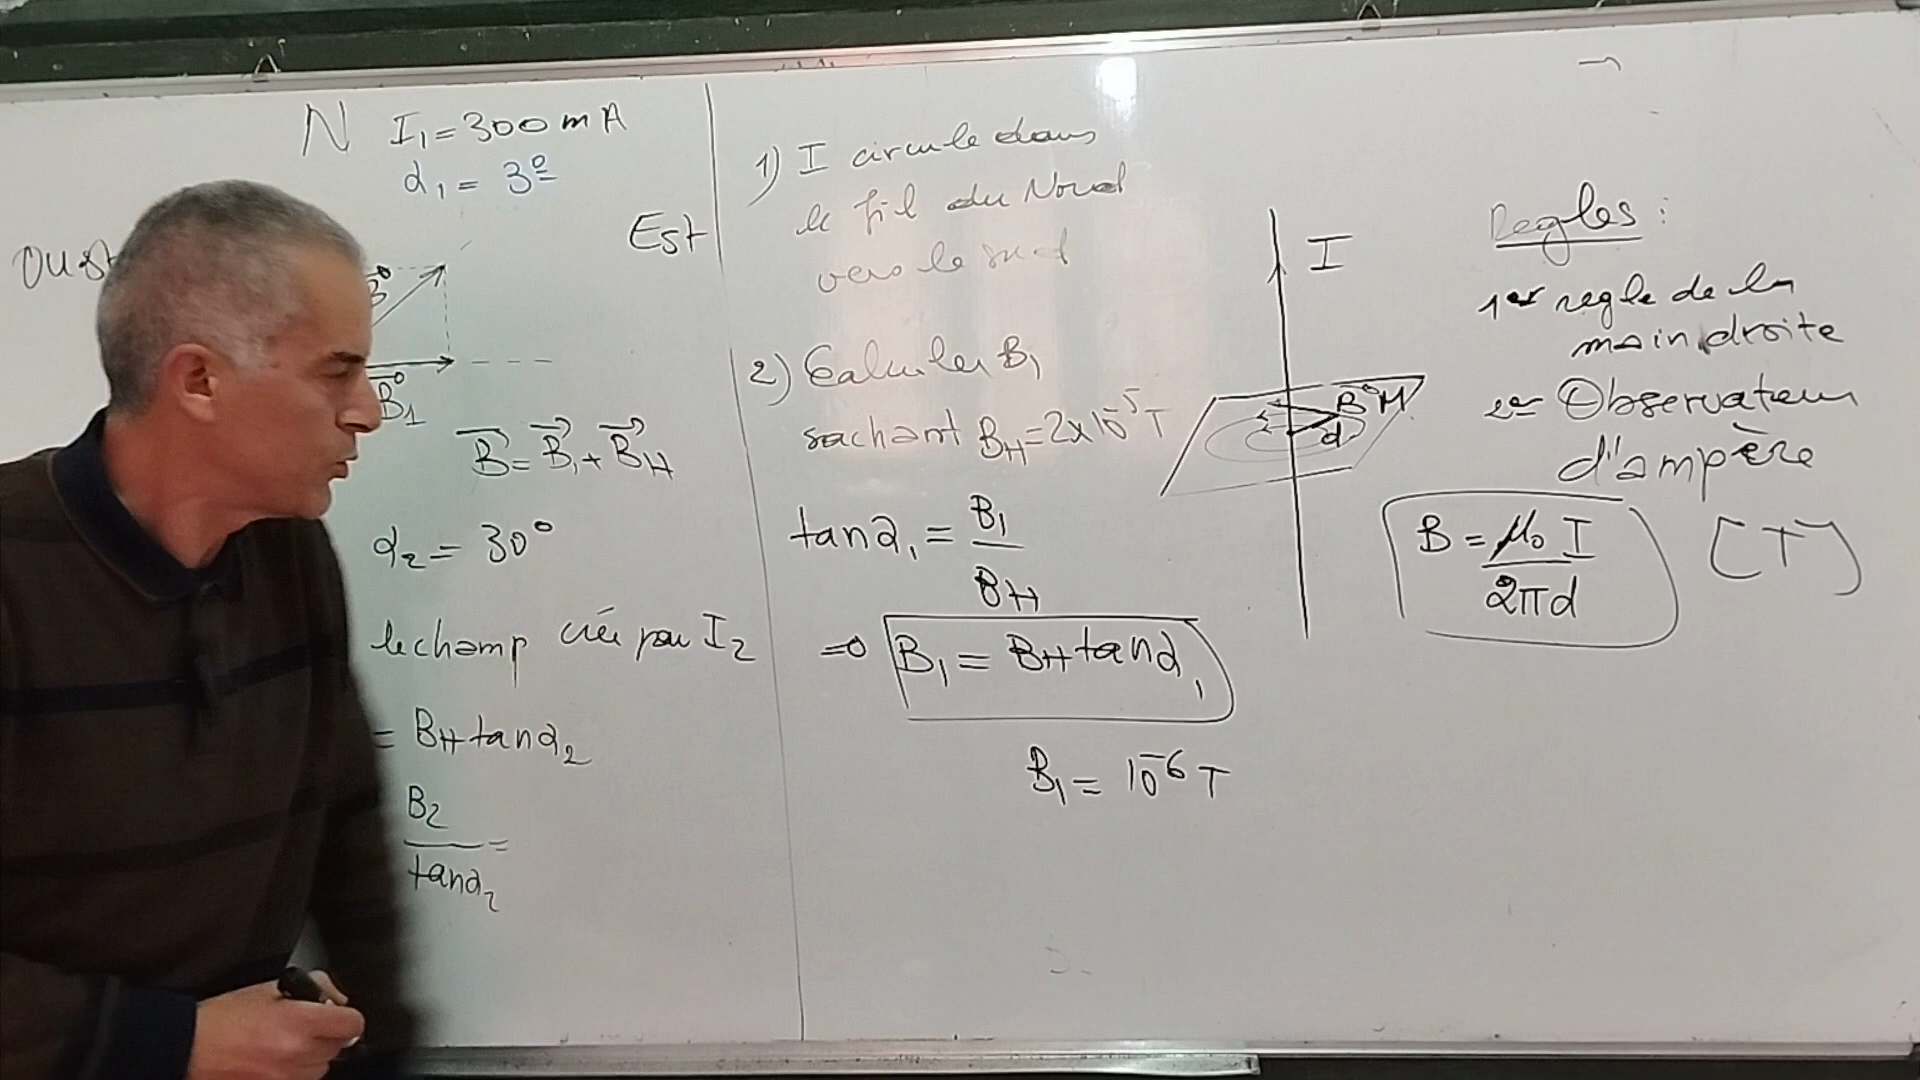 N I₁ = 300 mA
α₁ = 3°
Oust
Est
B
B₁
B = B₁ + B_H
α₂ = 30°
le champ crée par I₂
= B_H tan α₂
B₂
tan α₂ =
1) I circule dans
le fil du Nord
vers le sud
2) Calculer B₁
sachant B_H = 2 x 10⁻⁵ T
tan α₁ = B₁
B_H
⇒ B₁ = B_H tan α₁
B₁ = 10⁻⁶ T
I
B M
d
Regles :
1er regle de la
main droite
2e Observateur
d'ampère
B = μ₀ I
2πd
[T]